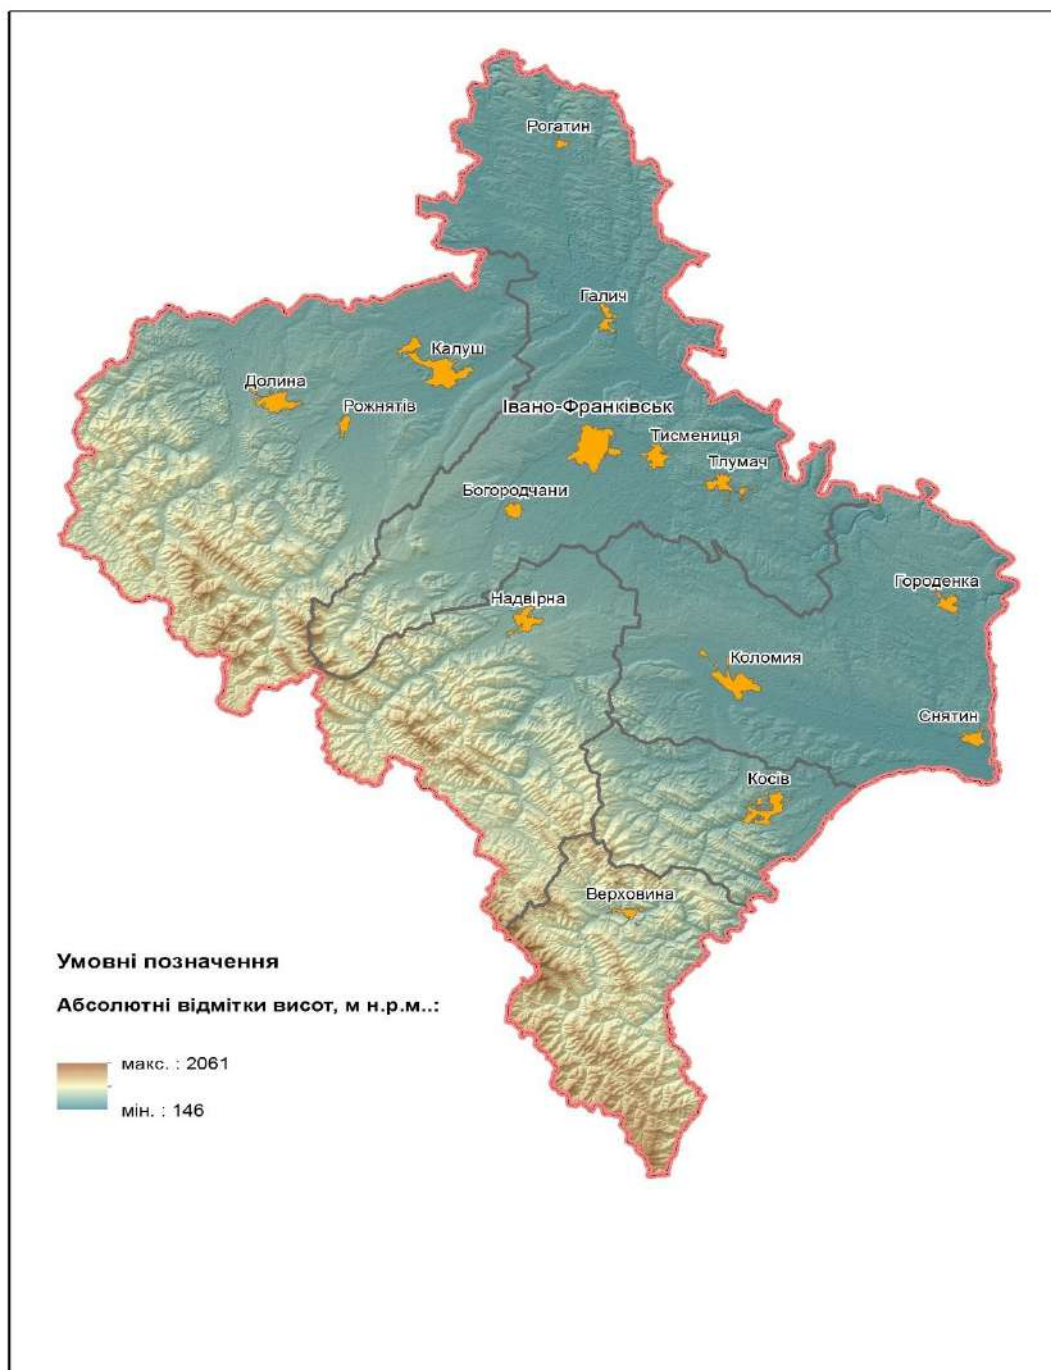 Рогатин
Галич
Калуш
Долина
Рожнятів
Івано-Франківськ
Тисмениця
Тлумач
Богородчани
Городенка
Надвірна
Коломия
Снятин
Косів
Верховина
Умовні позначення
Абсолютні відмітки висот, м н.р.м..:
макс. : 2061
мін. : 146